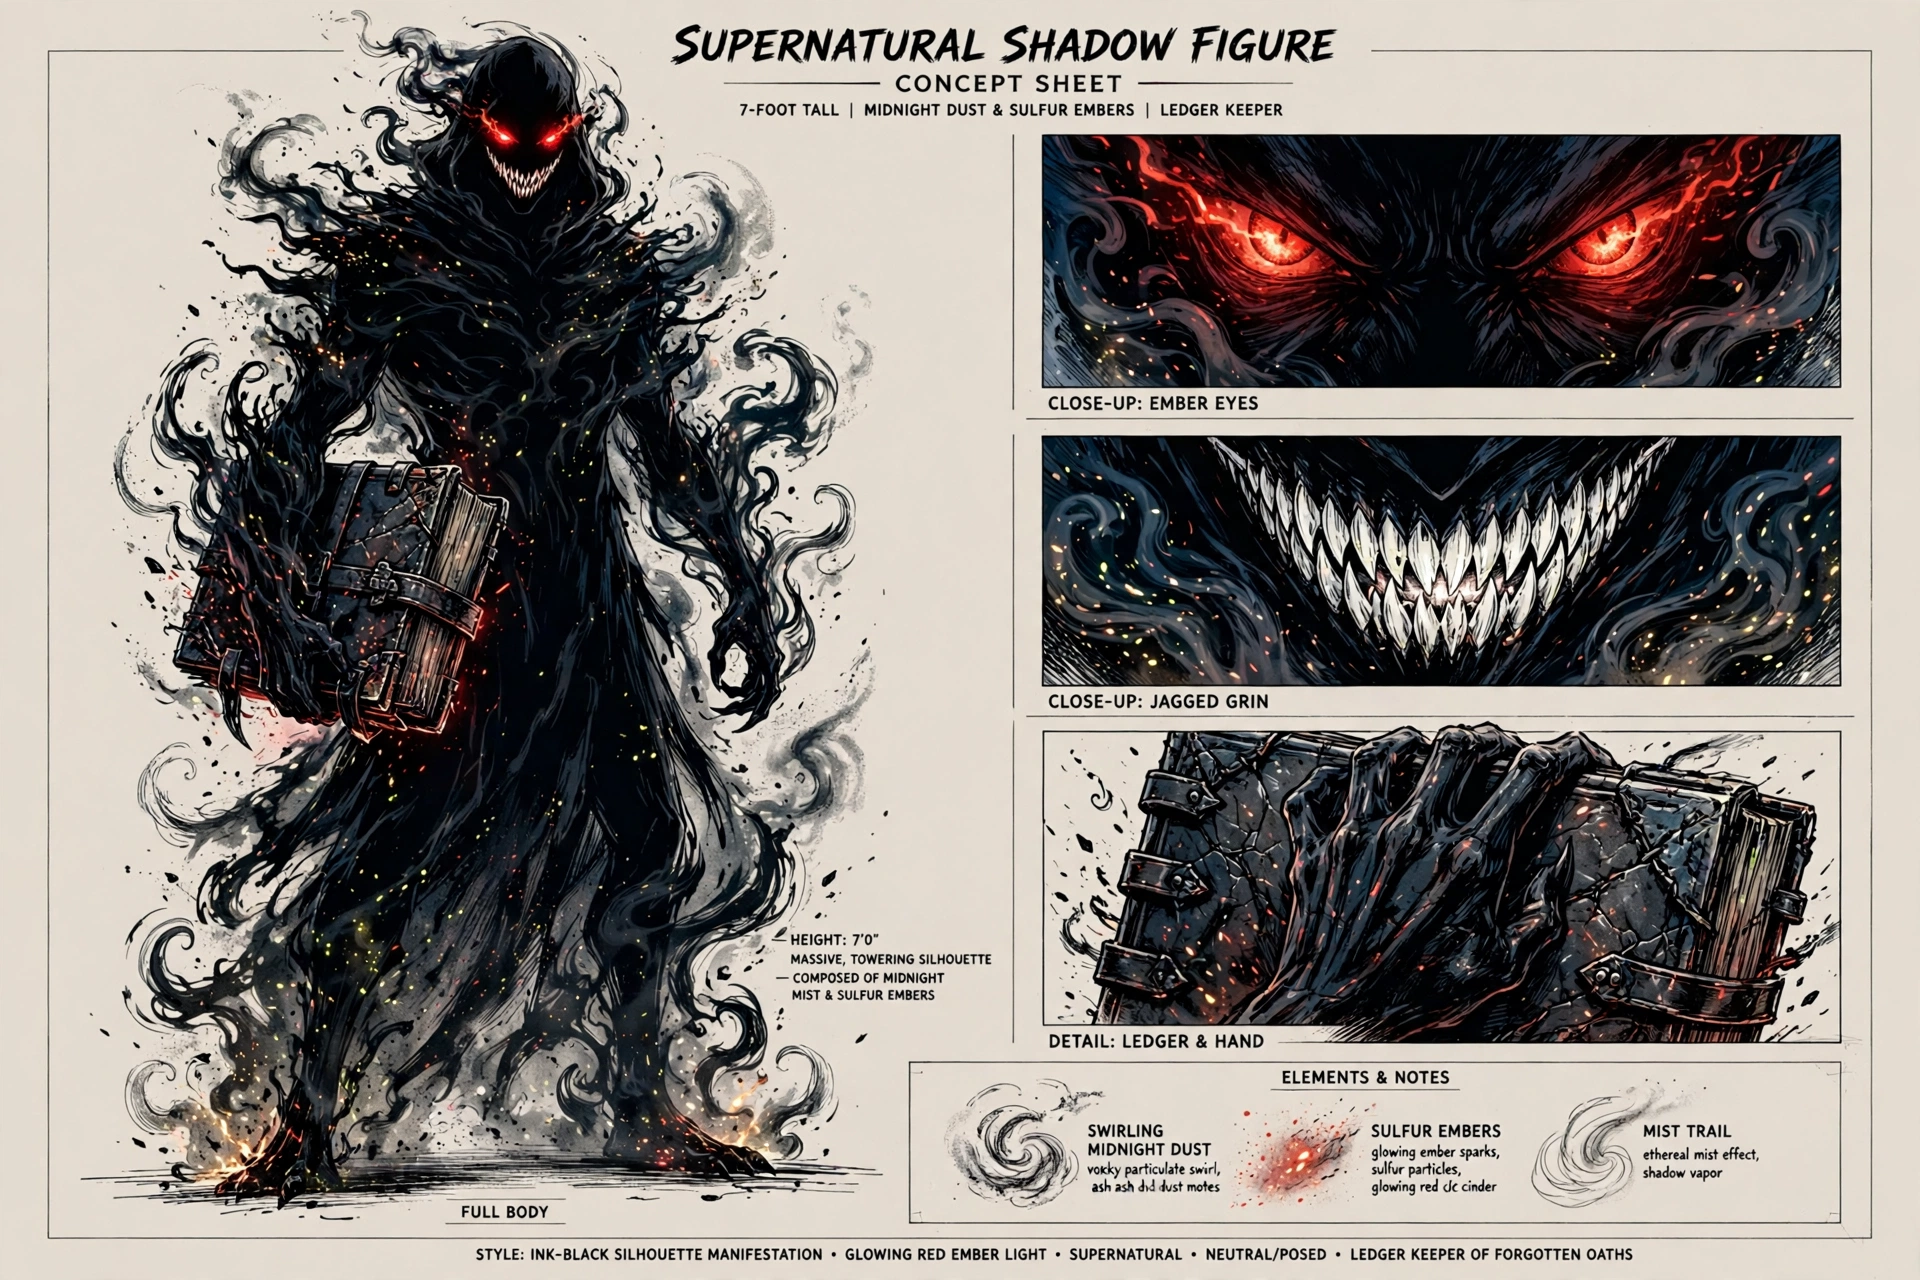 SUPERNATURAL SHADOW FIGURE
CONCEPT SHEET
7-FOOT TALL | MIDNIGHT DUST & SULFUR EMBERS | LEDGER KEEPER
CLOSE-UP: EMBER EYES
CLOSE-UP: JAGGED GRIN
HEIGHT: 7'0"
MASSIVE, TOWERING SILHOUETTE
COMPOSED OF MIDNIGHT
MIST & SULFUR EMBERS
DETAIL: LEDGER & HAND
FULL BODY
ELEMENTS & NOTES
SWIRLING
MIDNIGHT DUST
particulate swirl,
ash ash dust motes
SULFUR EMBERS
glowing ember sparks,
sulfur particles,
glowing red cinder
MIST TRAIL
ethereal mist effect,
shadow vapor
STYLE: INK-BLACK SILHOUETTE MANIFESTATION • GLOWING RED EMBER LIGHT • SUPERNATURAL • NEUTRAL/POSED • LEDGER KEEPER OF FORGOTTEN OATHS